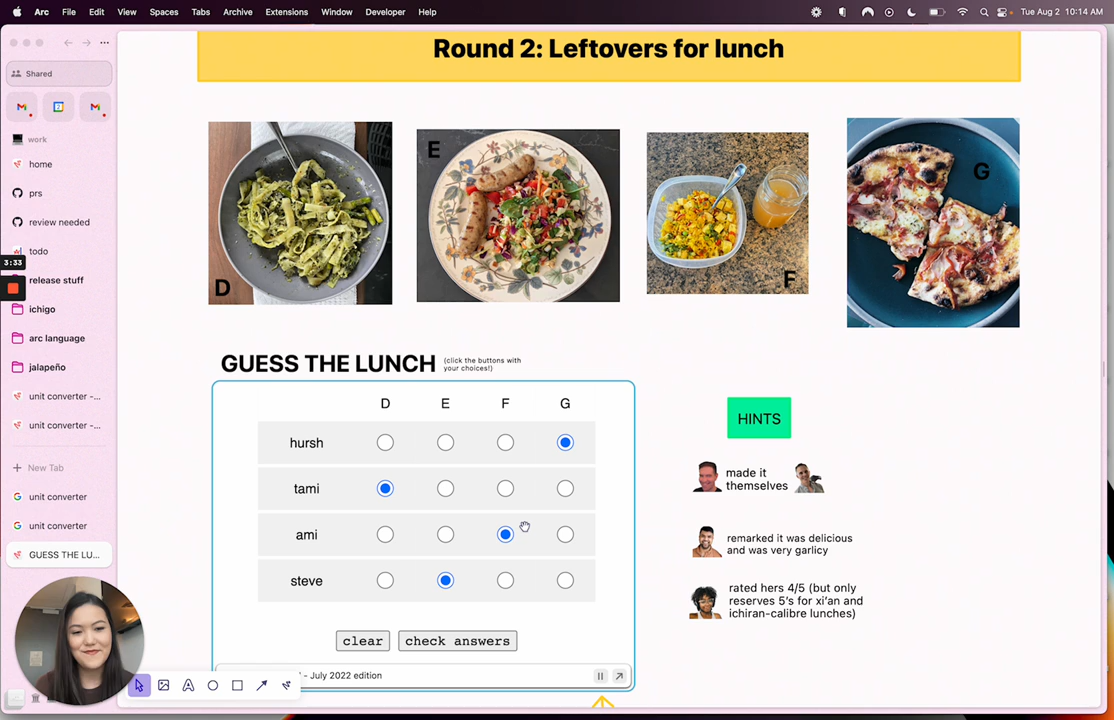 Arc File Edit View Spaces Tabs Archive Extensions Window Developer Help Tue Aug 2 10:14 AM
Shared
work
home
prs
review needed
todo
3:33
release stuff
ichigo
arc language
jalapeño
unit converter -...
unit converter -...
New Tab
unit converter
unit converter
GUESS THE LU...
Round 2: Leftovers for lunch
D
E
F
G
GUESS THE LUNCH
(click the buttons with
your choices!)
D E F G
hursh
tami
ami
steve
clear check answers
- July 2022 edition
HINTS
made it
themselves
remarked it was delicious
and was very garlicy
rated hers 4/5 (but only
reserves 5's for xi'an and
ichiran-calibre lunches)